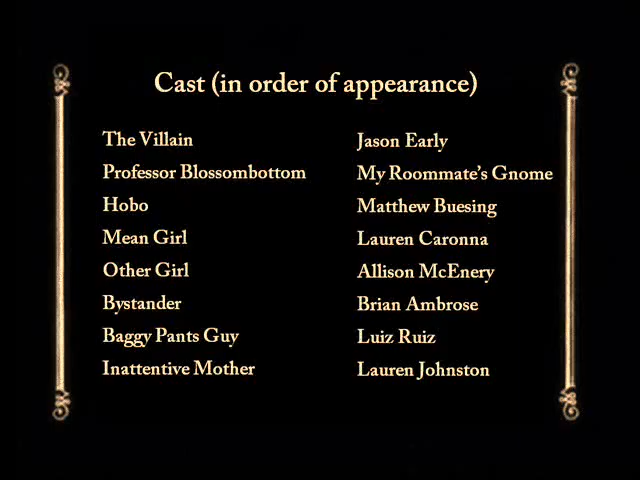 Cast (in order of appearance)
The Villain Jason Early
Professor Blossombottom My Roommate's Gnome
Hobo Matthew Buesing
Mean Girl Lauren Caronna
Other Girl Allison McEnery
Bystander Brian Ambrose
Baggy Pants Guy Luiz Ruiz
Inattentive Mother Lauren Johnston